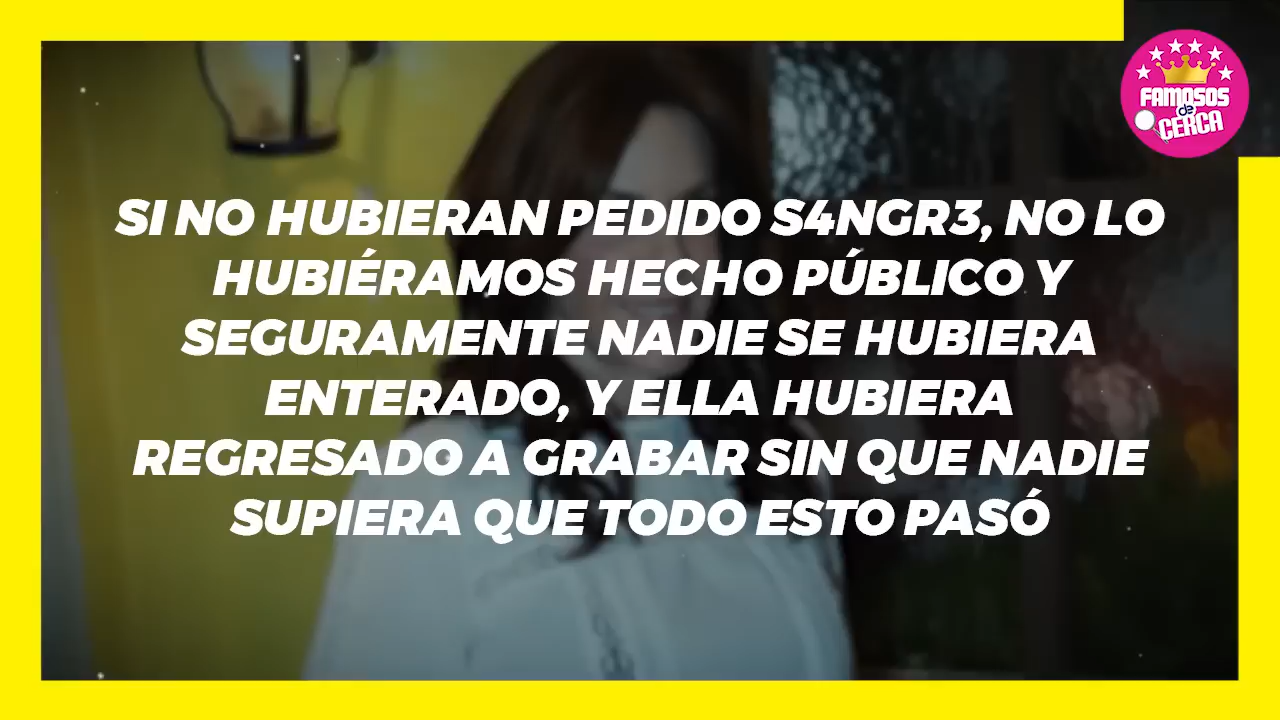 FAMOSOS
de
CERCA
SI NO HUBIERAN PEDIDO S4NGR3, NO LO
HUBIÉRAMOS HECHO PÚBLICO Y
SEGURAMENTE NADIE SE HUBIERA
ENTERADO, Y ELLA HUBIERA
REGRESADO A GRABAR SIN QUE NADIE
SUPIERA QUE TODO ESTO PASÓ